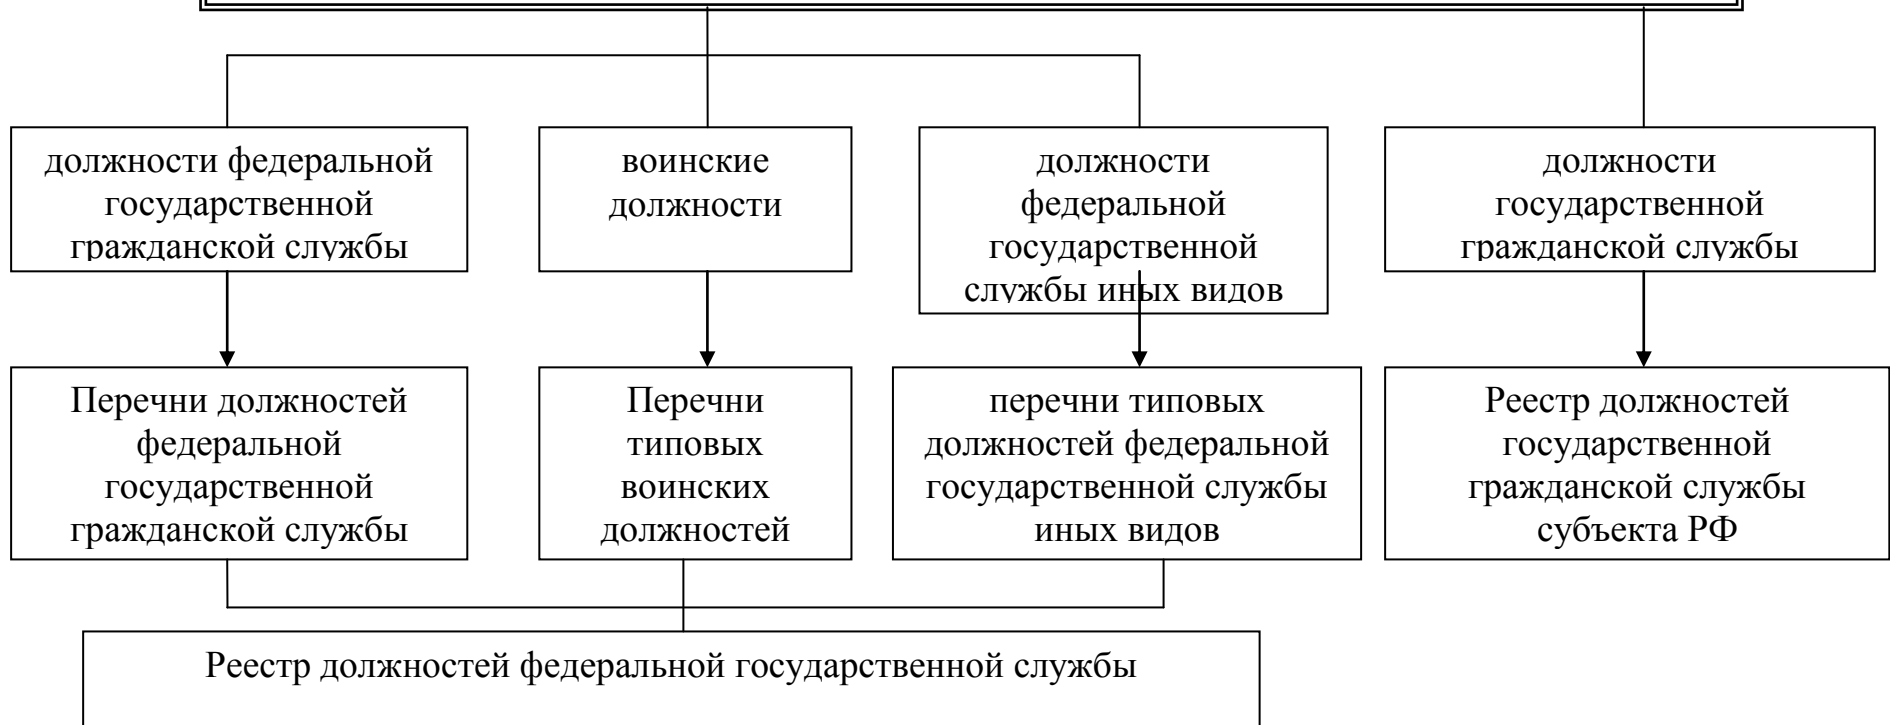 должности федеральной
государственной
гражданской службы
воинские
должности
должности
федеральной
государственной
службы иных видов
должности
государственной
гражданской службы
Перечни должностей
федеральной
государственной
гражданской службы
Перечни
типовых
воинских
должностей
перечни типовых
должностей федеральной
государственной службы
иных видов
Реестр должностей
государственной
гражданской службы
субъекта РФ
Реестр должностей федеральной государственной службы